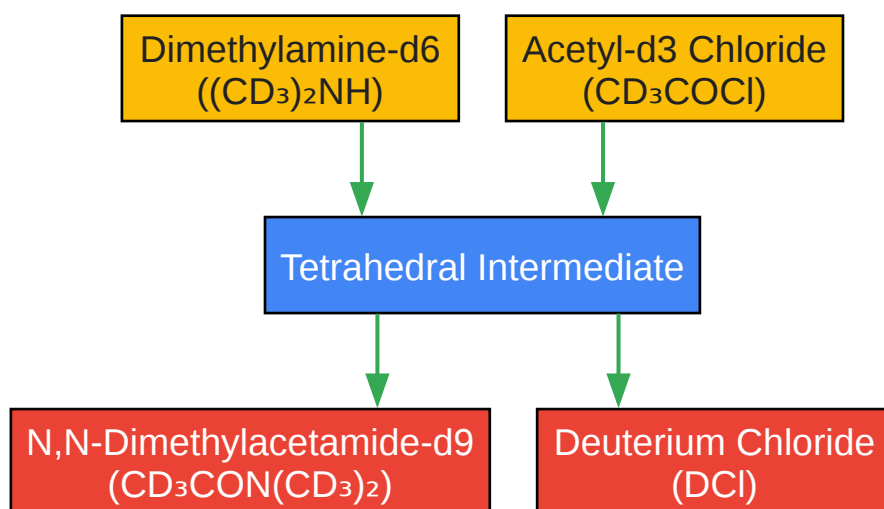 Dimethylamine-d6
((CD₃)₂NH)
Acetyl-d3 Chloride
(CD₃COCl)
Tetrahedral Intermediate
N,N-Dimethylacetamide-d9
(CD₃CON(CD₃)₂)
Deuterium Chloride
(DCl)